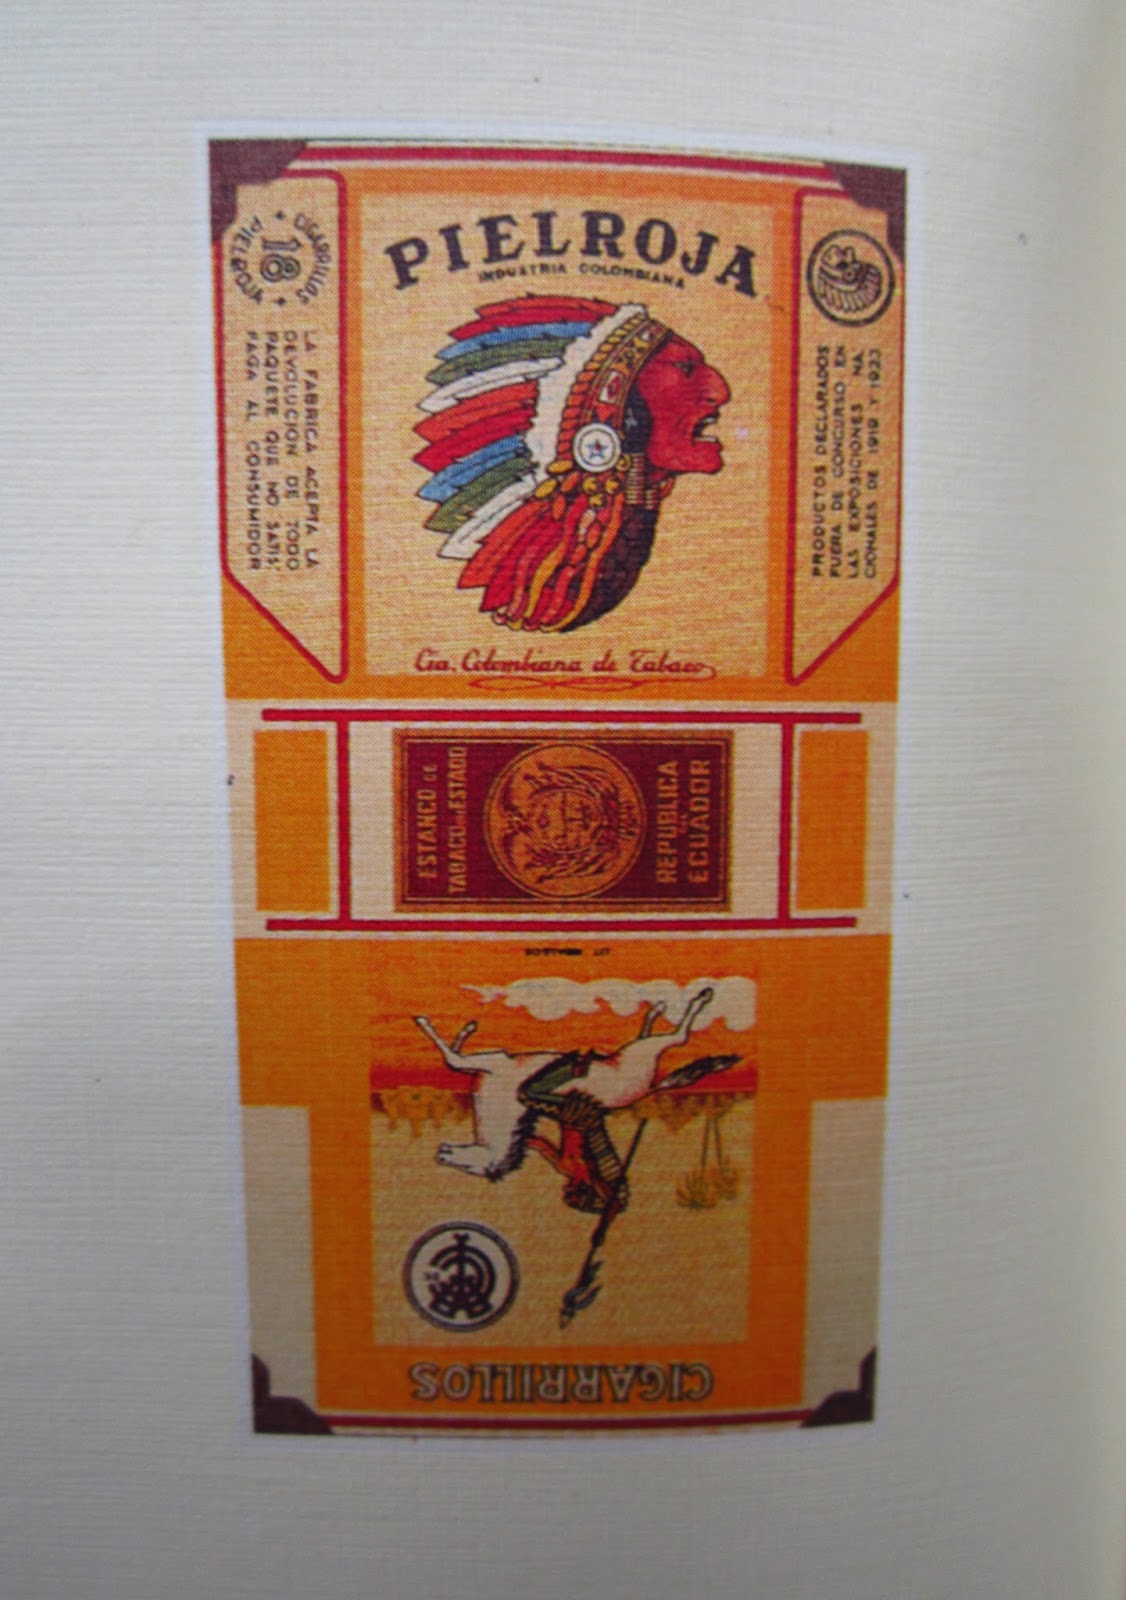 PIELROJA
INDUSTRIA COLOMBIANA
Cia. Colombiana de Tabaco
CIGARRILLOS
18
PIELROJA
LA FABRICA ACEPTA LA
DEVOLUCION DE TODO
PAQUETE QUE NO SATIS-
FAGA AL CONSUMIDOR
PRODUCTOS DECLARADOS
FUERA DE CONCURSO EN
LAS EXPOSICIONES NA
CIONALES DE 1919 Y 1923
ESTANCO DE
TABACO DEL ESTADO
REPUBLICA
DEL
ECUADOR
CIGARRILLOS